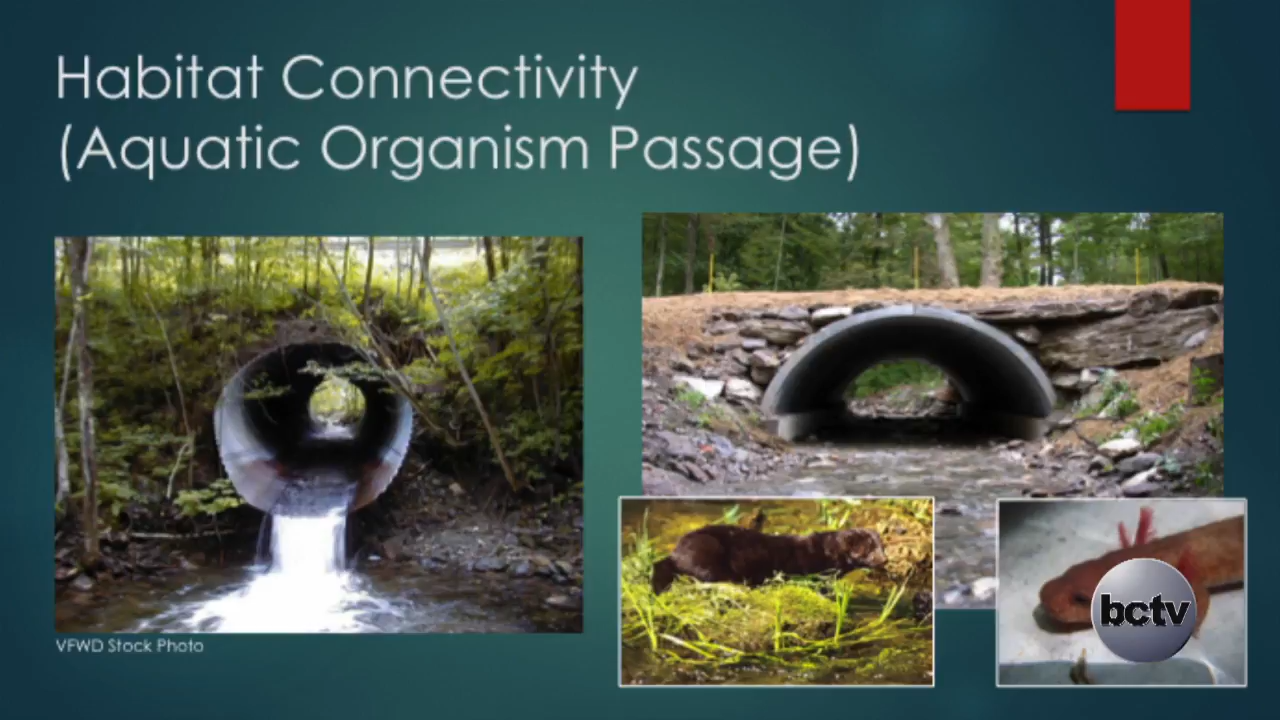 Habitat Connectivity
(Aquatic Organism Passage)
VFWD Stock Photo
bctv